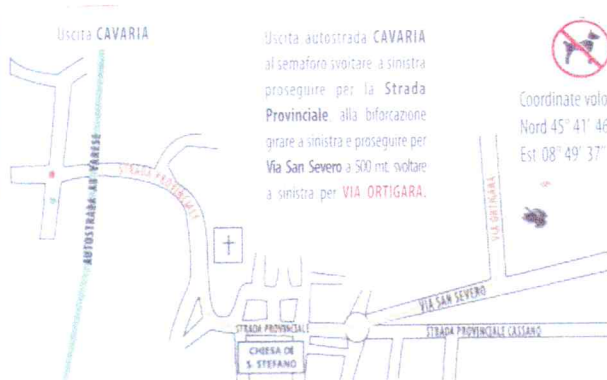 Uscita CAVARIA
Uscita autostrada CAVARIA
al semaforo svoltare a sinistra
proseguire per la Strada
Provinciale alla biforcazione
girare a sinistra e proseguire per
Via San Severo a 500 mt. svoltare
a sinistra per VIA ORTIGARA.
Coordinate volo
Nord 45° 41' 46
Est 08° 49' 37"
STRADA PROVINCIALE
AUTOSTRADA A8 VARESE
VIA ORTIGARA
VIA SAN SEVERO
STRADA PROVINCIALE
STRADA PROVINCIALE CASSANO
CHIESA DI
S. STEFANO